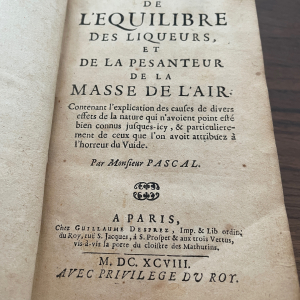 DE
L'EQUILIBRE
DES LIQUEURS,
ET
DE LA PESANTEUR
DE LA
MASSE DE L'AIR.
Contenant l'explication des causes de divers
effets de la nature qui n'avoient point esté
bien connus jusques-icy, & particuliere-
ment de ceux que l'on avoit attribuez à
l'horreur du Vuide.
Par Monsieur PASCAL.
A PARIS,
Chez GUILLAUME DESPREZ, Imp. & Lib. ordin.
du Roy, ruë S. Jacques, à S. Prosper & aux trois Vertus,
vis-à-vis la porte du cloistre des Mathurins.
M. DC. XCVIII.
AVEC PRIVILEGE DU ROY.